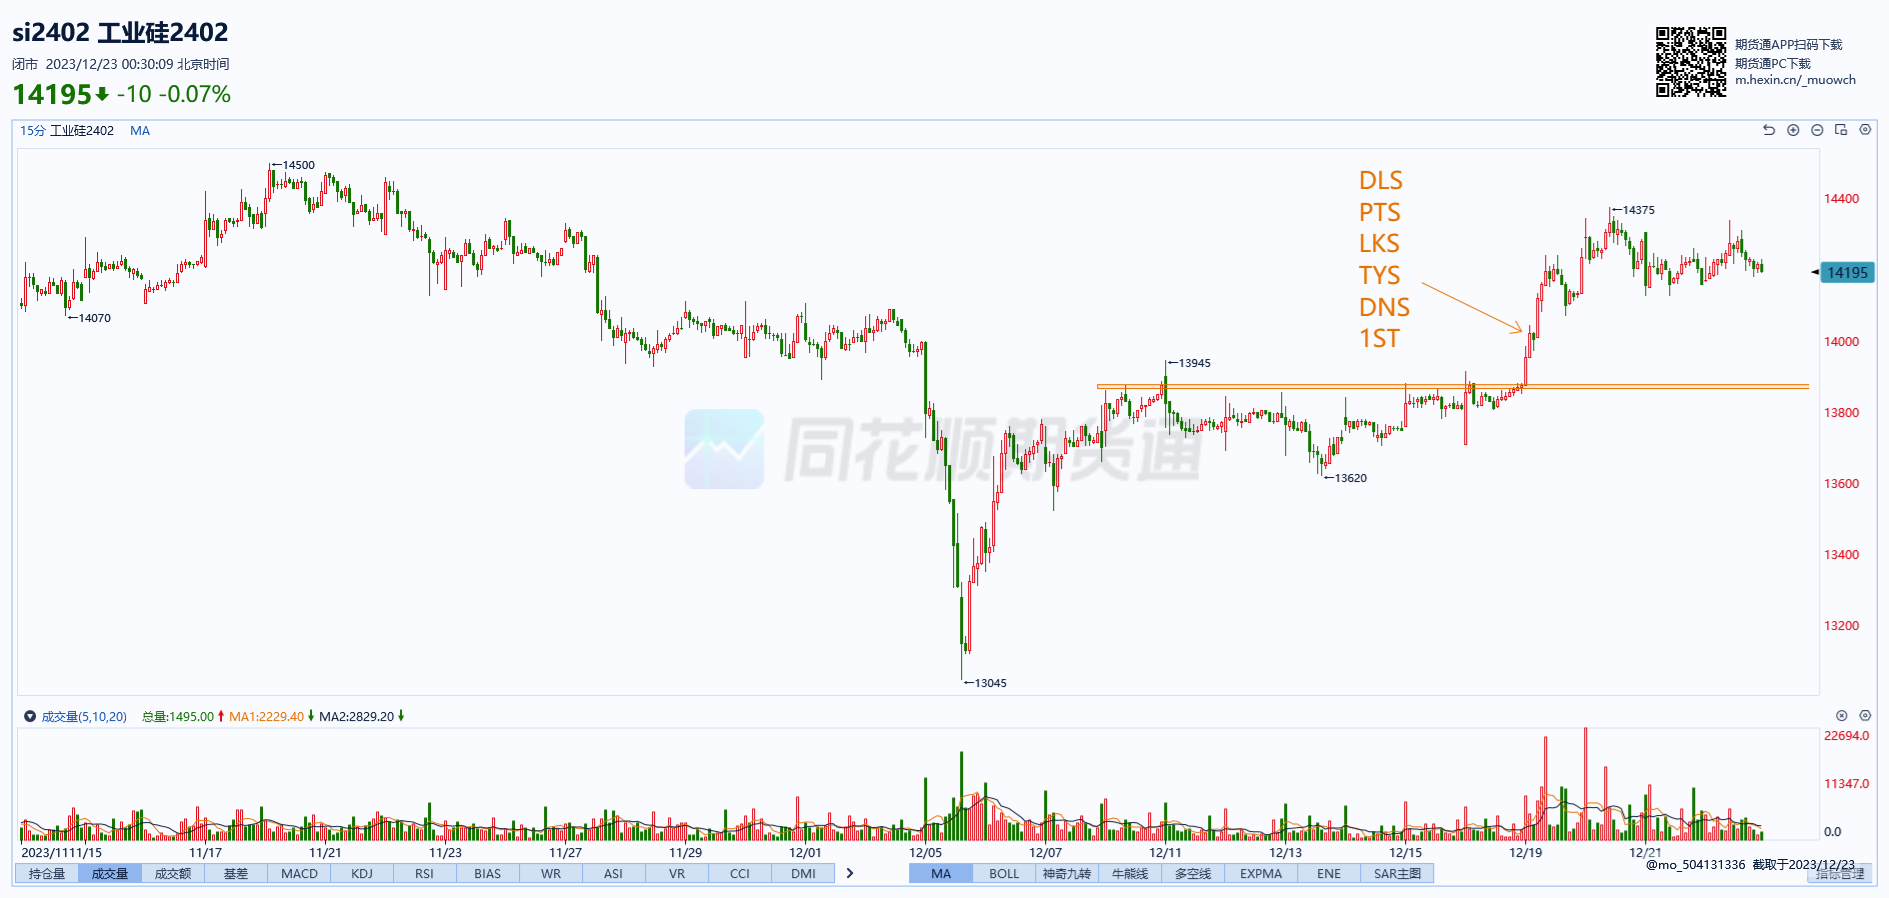 si2402 工业硅2402
闭市 2023/12/23 00:30:09 北京时间
14195 -10 -0.07%
期货通APP扫码下载
期货通PC下载
m.hexin.cn/_muowch
15分 工业硅2402 MA
←14500
←14070
DLS
PTS
LKS
TYS
DNS
1ST
←14375
←13945
←13620
←13045
14400
14195
14000
13800
13600
13400
13200
同花顺期货通
成交量(5,10,20) 总量:1495.00 MA1:2229.40 MA2:2829.20
22694.0
11347.0
0.0
2023/1111/15 11/17 11/21 11/23 11/27 11/29 12/01 12/05 12/07 12/11 12/13 12/15 12/19 12/21
@mo_504131336 截取于2023/12/23
持仓量 成交量 成交额 基差 MACD KDJ RSI BIAS WR ASI VR CCI DMI MA BOLL 神奇九转 牛能线 多空线 EXPMA ENE SAR主图 指标管理